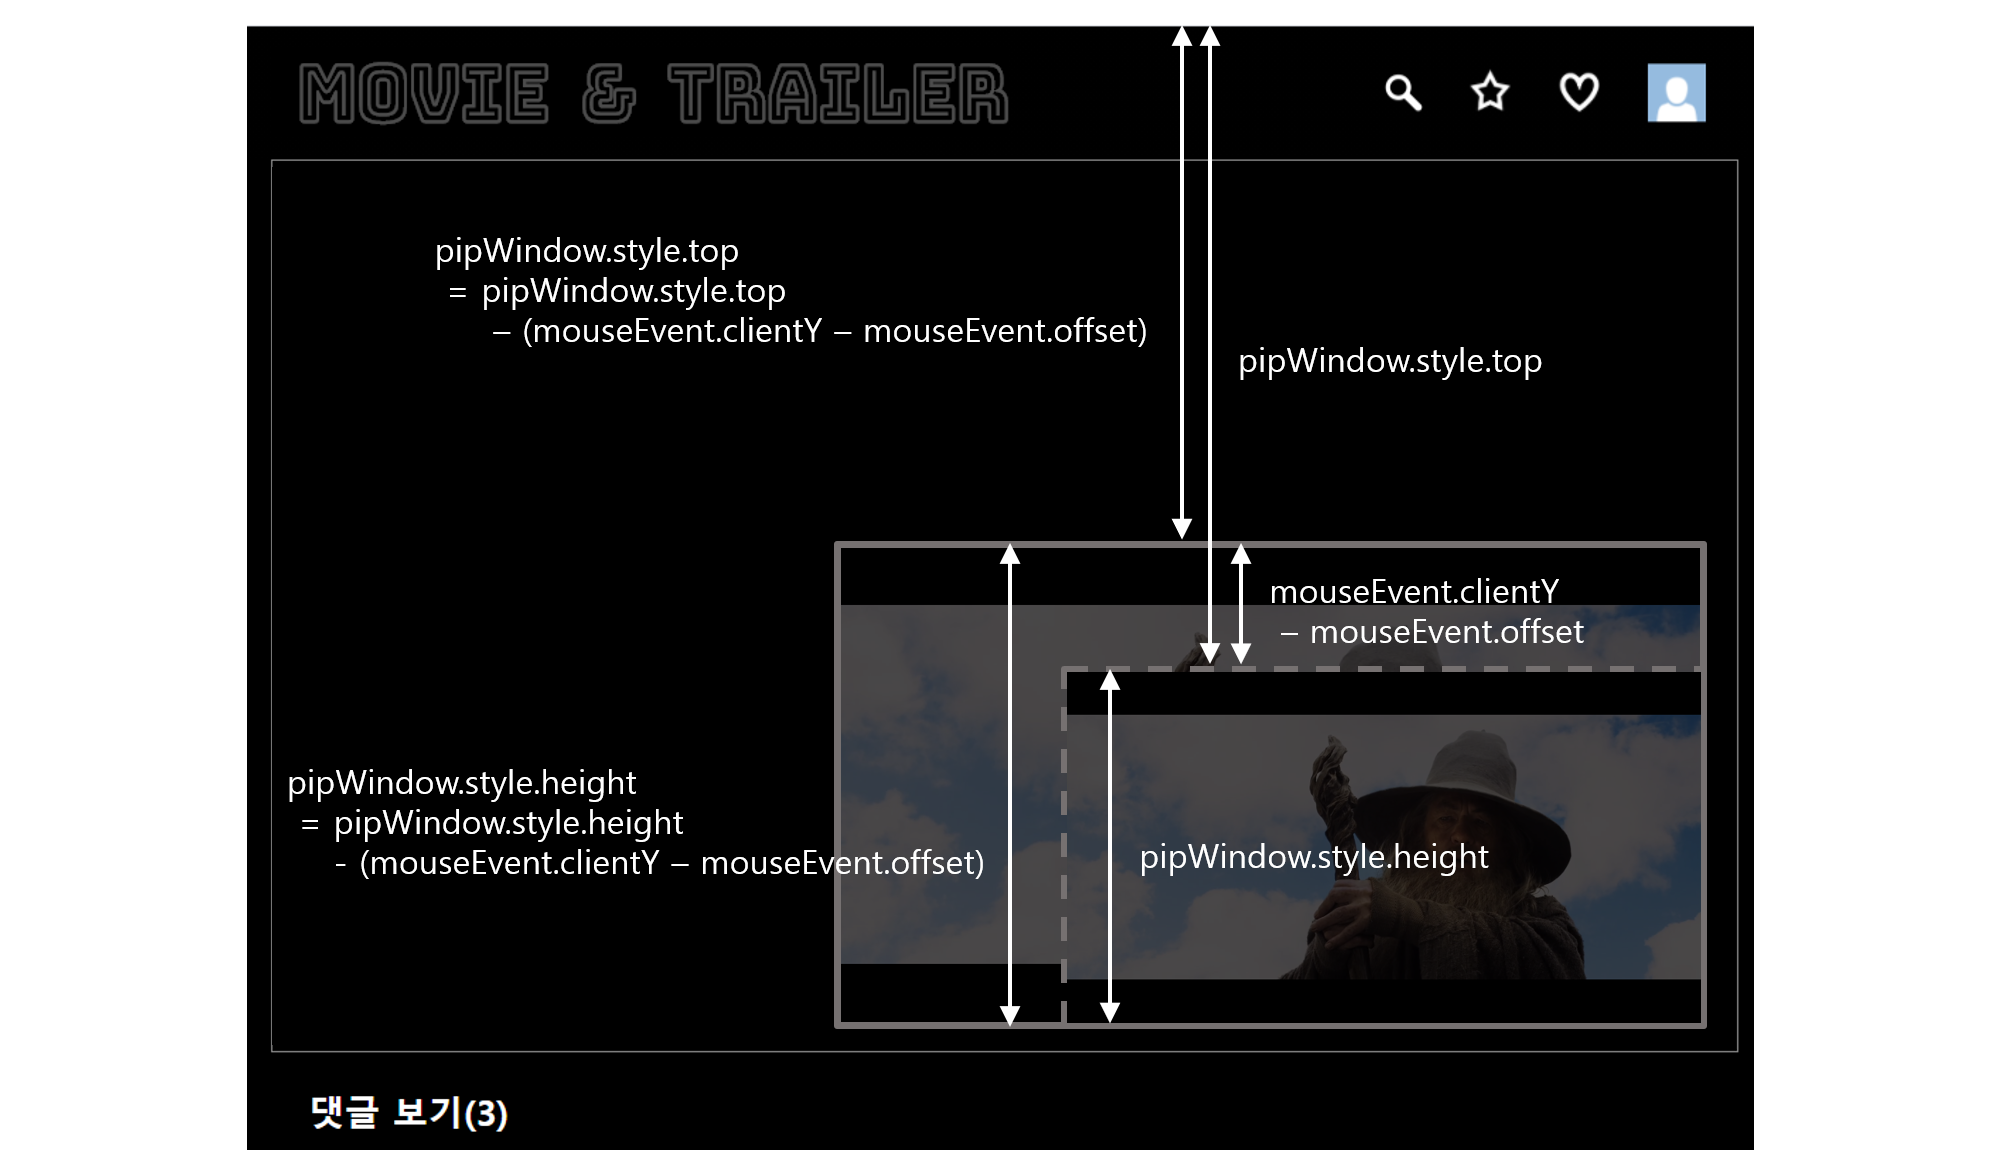 MOVIE & TRAILER
pipWindow.style.top
= pipWindow.style.top
– (mouseEvent.clientY – mouseEvent.offset)
pipWindow.style.top
mouseEvent.clientY
– mouseEvent.offset
pipWindow.style.height
= pipWindow.style.height
- (mouseEvent.clientY – mouseEvent.offset)
pipWindow.style.height
댓글 보기(3)